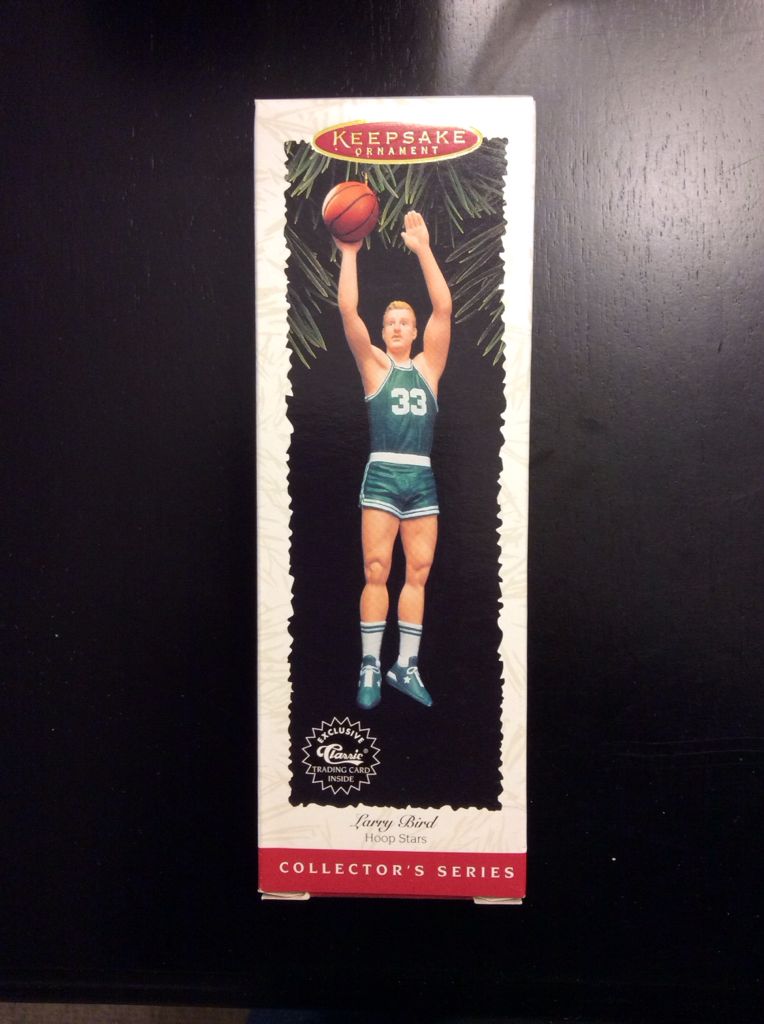 KEEPSAKE
ORNAMENT
33
EXCLUSIVE
Classic®
TRADING CARD
INSIDE
Larry Bird
Hoop Stars
COLLECTOR'S SERIES